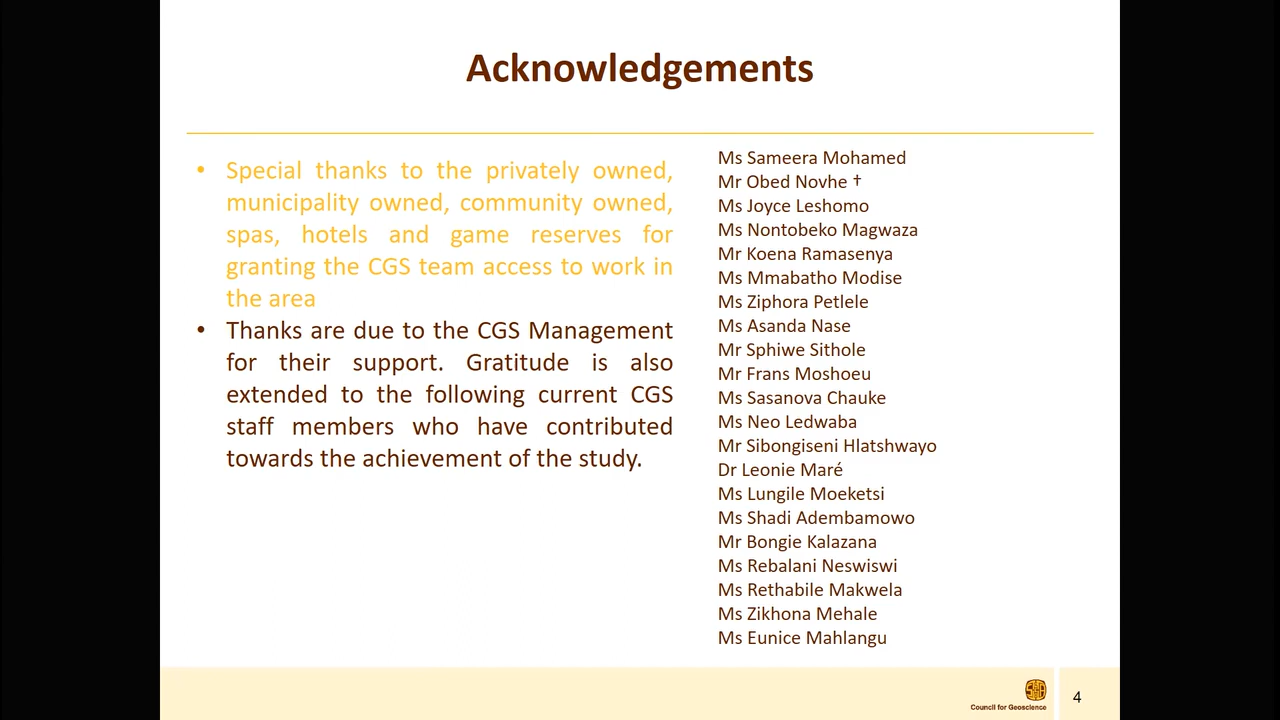 Acknowledgements
• Special thanks to the privately owned,
municipality owned, community owned,
spas, hotels and game reserves for
granting the CGS team access to work in
the area
• Thanks are due to the CGS Management
for their support. Gratitude is also
extended to the following current CGS
staff members who have contributed
towards the achievement of the study.
Ms Sameera Mohamed
Mr Obed Novhe †
Ms Joyce Leshomo
Ms Nontobeko Magwaza
Mr Koena Ramasenya
Ms Mmabatho Modise
Ms Ziphora Petlele
Ms Asanda Nase
Mr Sphiwe Sithole
Mr Frans Moshoeu
Ms Sasanova Chauke
Ms Neo Ledwaba
Mr Sibongiseni Hlatshwayo
Dr Leonie Maré
Ms Lungile Moeketsi
Ms Shadi Adembamowo
Mr Bongie Kalazana
Ms Rebalani Neswiswi
Ms Rethabile Makwela
Ms Zikhona Mehale
Ms Eunice Mahlangu
Council for Geoscience
4